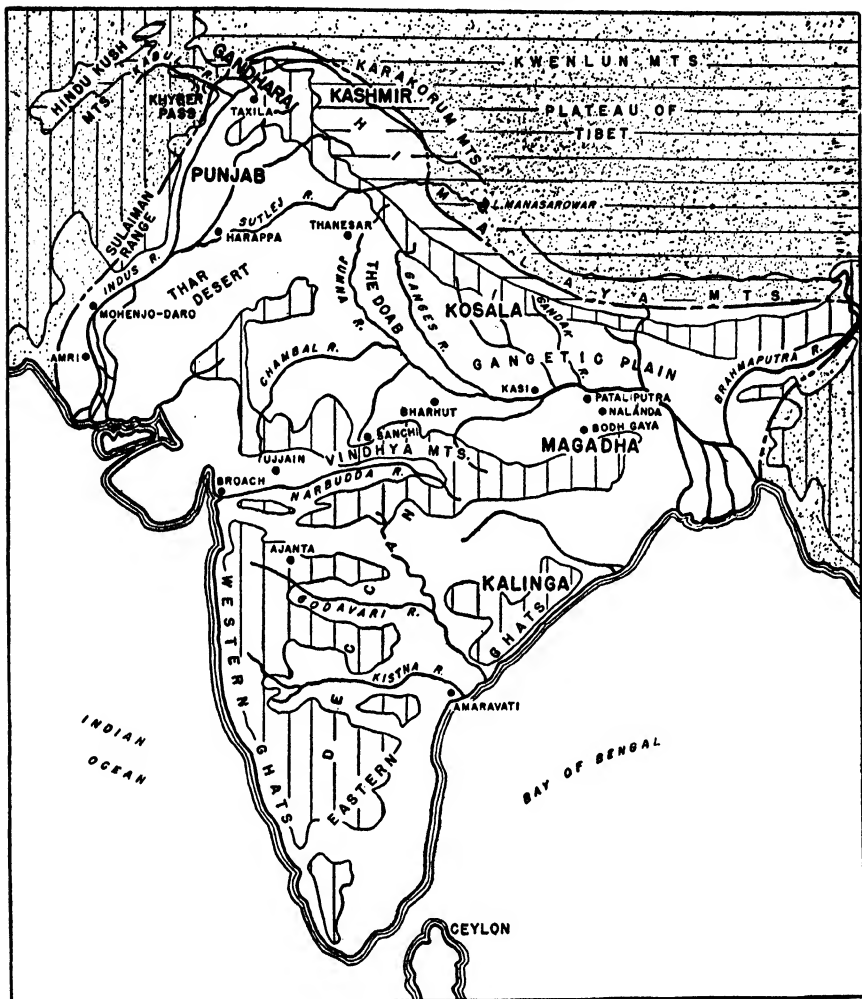 HINDU KUSH
MTS.
KABUL R.
KHYBER
PASS
GANDHARA
TAXILA
KARAKORUM MTS.
KASHMIR
KWENLUN MTS
PLATEAU OF
TIBET
HIMALAYA MTS.
L. MANASAROWAR
PUNJAB
SULAIMAN
RANGE
INDUS R.
SUTLEJ R.
HARAPPA
THANESAR
THAR
DESERT
MOHENJO-DARO
AMRI
JUMNA R.
THE DOAB
GANGES R.
KOSALA
GANDAK R.
GANGETIC PLAIN
BRAHMAPUTRA R.
CHAMBAL R.
KASI
PATALIPUTRA
NALANDA
BODH GAYA
BHARHUT
SANCHI
MAGADHA
UJJAIN
VINDHYA MTS.
BROACH
NARBUDDA R.
AJANTA
DECCAN
KALINGA
GODAVARI R.
WESTERN GHATS
EASTERN GHATS
KISTNA R.
AMARAVATI
INDIAN
OCEAN
BAY OF BENGAL
CEYLON